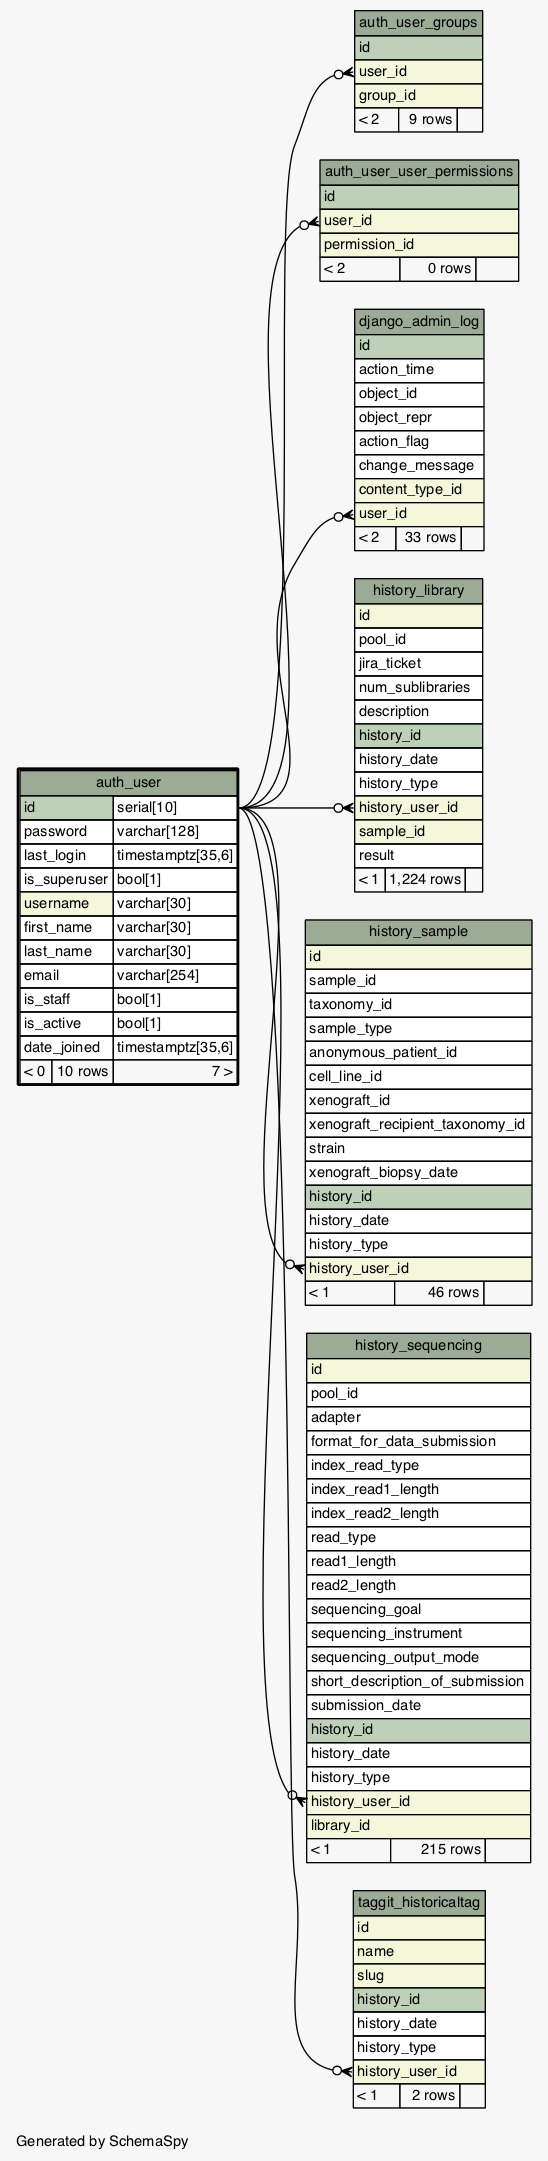 auth_user_groups
id
user_id
group_id
< 2 9 rows
auth_user_user_permissions
id
user_id
permission_id
< 2 0 rows
django_admin_log
id
action_time
object_id
object_repr
action_flag
change_message
content_type_id
user_id
< 2 33 rows
history_library
id
pool_id
jira_ticket
num_sublibraries
description
history_id
history_date
history_type
history_user_id
sample_id
result
< 1 1,224 rows
auth_user
id serial[10]
password varchar[128]
last_login timestamptz[35,6]
is_superuser bool[1]
username varchar[30]
first_name varchar[30]
last_name varchar[30]
email varchar[254]
is_staff bool[1]
is_active bool[1]
date_joined timestamptz[35,6]
< 0 10 rows 7 >
history_sample
id
sample_id
taxonomy_id
sample_type
anonymous_patient_id
cell_line_id
xenograft_id
xenograft_recipient_taxonomy_id
strain
xenograft_biopsy_date
history_id
history_date
history_type
history_user_id
< 1 46 rows
history_sequencing
id
pool_id
adapter
format_for_data_submission
index_read_type
index_read1_length
index_read2_length
read_type
read1_length
read2_length
sequencing_goal
sequencing_instrument
sequencing_output_mode
short_description_of_submission
submission_date
history_id
history_date
history_type
history_user_id
library_id
< 1 215 rows
taggit_historicaltag
id
name
slug
history_id
history_date
history_type
history_user_id
< 1 2 rows
Generated by SchemaSpy